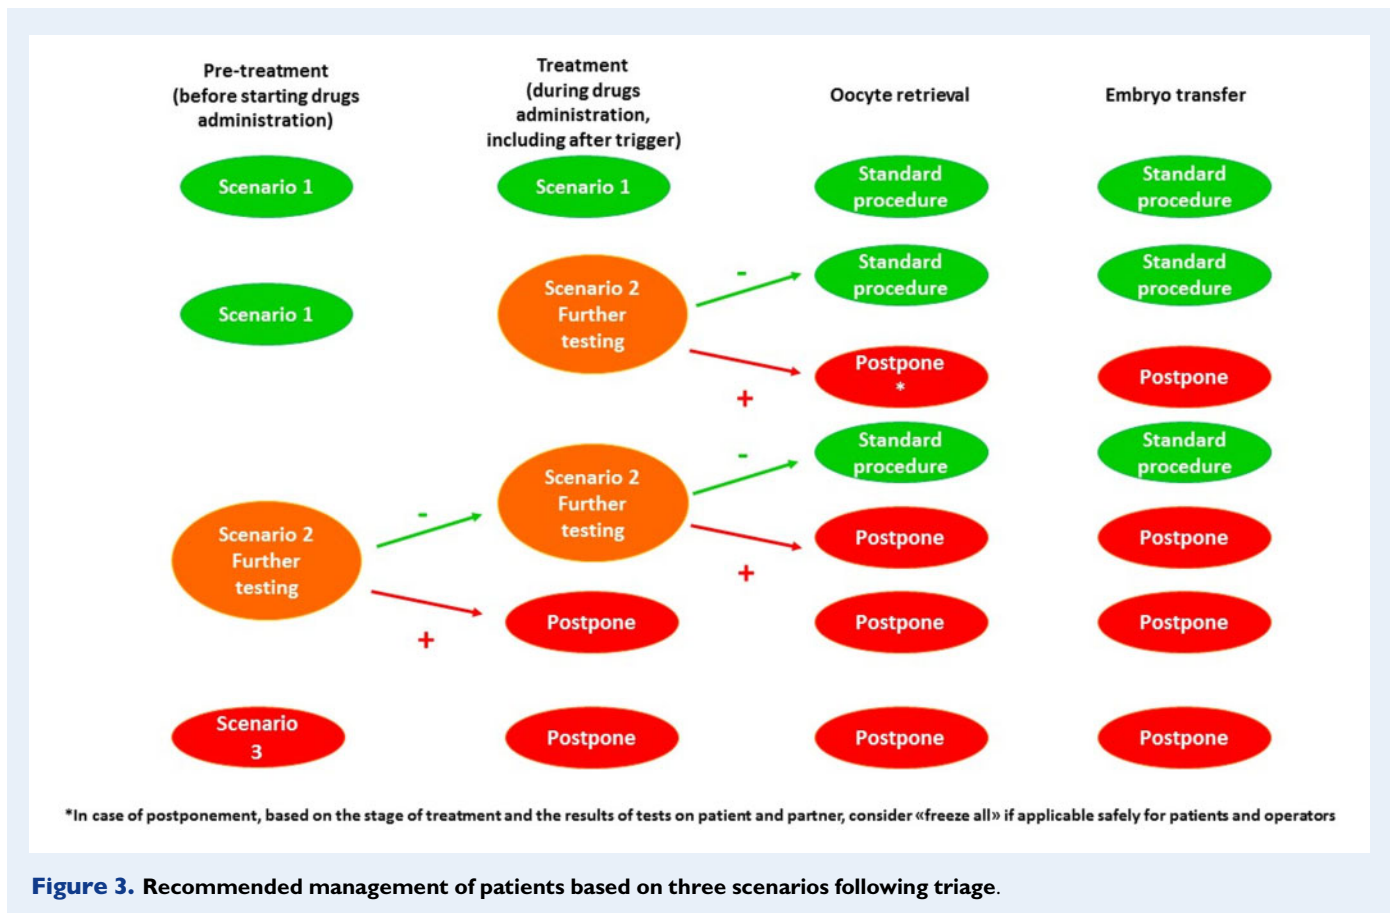 Pre-treatment
(before starting drugs
administration)
Treatment
(during drugs
administration,
including after trigger)
Oocyte retrieval
Embryo transfer
Scenario 1
Scenario 1
Standard
procedure
Standard
procedure
Scenario 1
Scenario 2
Further
testing
-
Standard
procedure
Standard
procedure
+
Postpone
*
Postpone
Scenario 2
Further
testing
-
+
Scenario 2
Further
testing
-
Standard
procedure
Standard
procedure
+
Postpone
Postpone
Postpone
Postpone
Postpone
Scenario
3
Postpone
Postpone
Postpone
*In case of postponement, based on the stage of treatment and the results of tests on patient and partner, consider «freeze all» if applicable safely for patients and operators
Figure 3. Recommended management of patients based on three scenarios following triage.